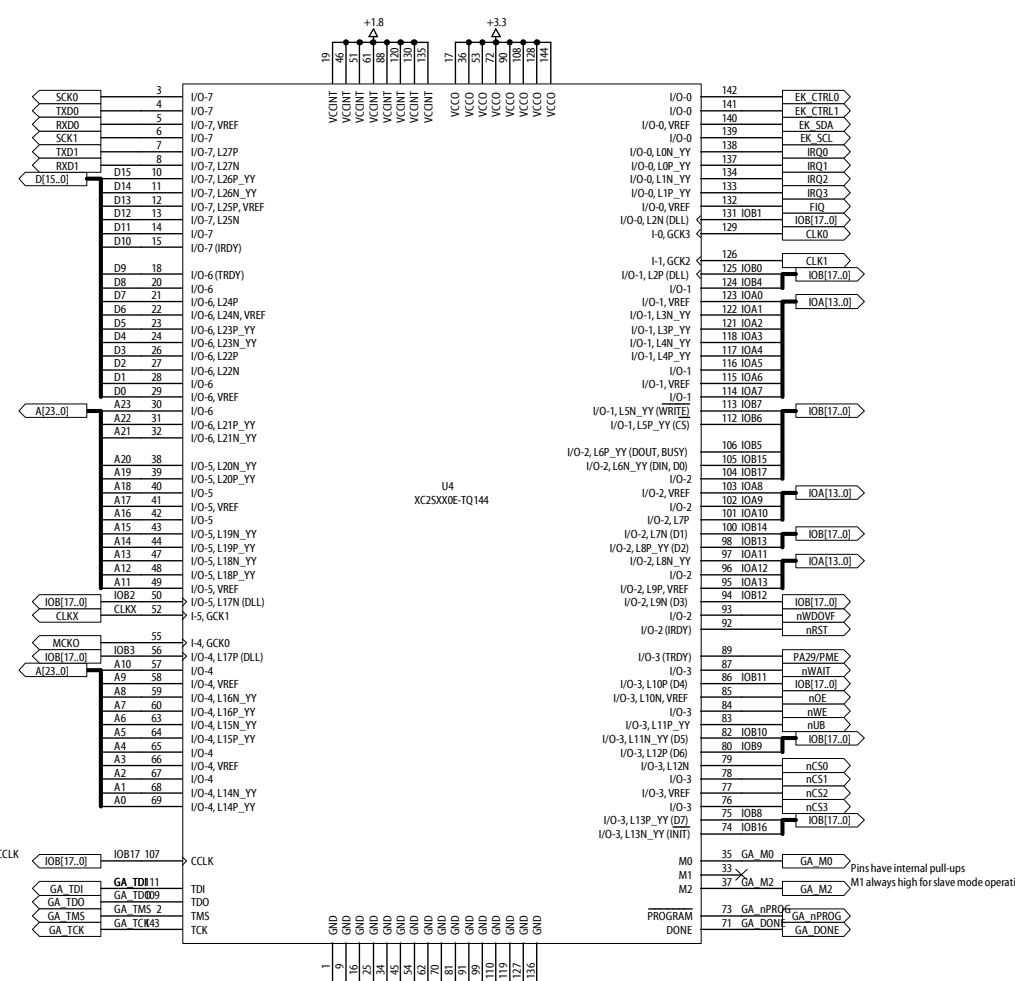 +1.8
+3.3
19 46 51 61 88 120 130 135
17 36 53 72 90 108 128 144
VCCINT VCCINT VCCINT VCCINT VCCINT VCCINT VCCINT VCCINT
VCCO VCCO VCCO VCCO VCCO VCCO VCCO VCCO
SCK0 3 I/O-7
TXD0 4 I/O-7
RXD0 5 I/O-7, VREF
SCK1 6 I/O-7
TXD1 7 I/O-7, L27P
RXD1 8 I/O-7, L27N
D[15..0] D15 10 I/O-7, L26P_YY
D14 11 I/O-7, L26N_YY
D13 12 I/O-7, L25P, VREF
D12 13 I/O-7, L25N
D11 14 I/O-7
D10 15 I/O-7 (IRDY)
D9 18 I/O-6 (TRDY)
D8 20 I/O-6
D7 21 I/O-6, L24P
D6 22 I/O-6, L24N, VREF
D5 23 I/O-6, L23P_YY
D4 24 I/O-6, L23N_YY
D3 26 I/O-6, L22P
D2 27 I/O-6, L22N
D1 28 I/O-6
D0 29 I/O-6, VREF
A[23..0] A23 30 I/O-6
A22 31 I/O-6, L21P_YY
A21 32 I/O-6, L21N_YY
A20 38 I/O-5, L20N_YY
A19 39 I/O-5, L20P_YY
A18 40 I/O-5
A17 41 I/O-5, VREF
A16 42 I/O-5
A15 43 I/O-5, L19N_YY
A14 44 I/O-5, L19P_YY
A13 47 I/O-5, L18N_YY
A12 48 I/O-5, L18P_YY
A11 49 I/O-5, VREF
IOB[17..0] IOB2 50 I/O-5, L17N (DLL)
CLKX CLKX 52 I-5, GCK1
MCKO 55 I-4, GCK0
IOB[17..0] IOB3 56 I/O-4, L17P (DLL)
A[23..0] A10 57 I/O-4
A9 58 I/O-4, VREF
A8 59 I/O-4, L16N_YY
A7 60 I/O-4, L16P_YY
A6 63 I/O-4, L15N_YY
A5 64 I/O-4, L15P_YY
A4 65 I/O-4
A3 66 I/O-4, VREF
A2 67 I/O-4
A1 68 I/O-4, L14N_YY
A0 69 I/O-4, L14P_YY
CCLK IOB[17..0] IOB17 107 CCLK
GA_TDI GA_TDI 111 TDI
GA_TDO GA_TDO 109 TDO
GA_TMS GA_TMS 2 TMS
GA_TCK GA_TCK 143 TCK
U4
XC2SXX0E-TQ144
I/O-0 142 EK_CTRL0
I/O-0 141 EK_CTRL1
I/O-0, VREF 140 EK_SDA
I/O-0 139 EK_SCL
I/O-0, L0N_YY 138 IRQ0
I/O-0, L0P_YY 137 IRQ1
I/O-0, L1N_YY 134 IRQ2
I/O-0, L1P_YY 133 IRQ3
I/O-0, VREF 132 FIQ
I/O-0, L2N (DLL) 131 IOB1 IOB[17..0]
I-0, GCK3 129 CLK0
I-1, GCK2 126 CLK1
I/O-1, L2P (DLL) 125 IOB0 IOB[17..0]
I/O-1 124 IOB4
I/O-1, VREF 123 IOA0 IOA[13..0]
I/O-1, L3N_YY 122 IOA1
I/O-1, L3P_YY 121 IOA2
I/O-1, L4N_YY 118 IOA3
I/O-1, L4P_YY 117 IOA4
I/O-1 116 IOA5
I/O-1, VREF 115 IOA6
I/O-1 114 IOA7
I/O-1, L5N_YY (WRITE) 113 IOB7 IOB[17..0]
I/O-1, L5P_YY (CS) 112 IOB6
I/O-2, L6P_YY (DOUT, BUSY) 106 IOB5
I/O-2, L6N_YY (DIN, D0) 105 IOB15
I/O-2 104 IOB17
I/O-2, VREF 103 IOA8 IOA[13..0]
I/O-2 102 IOA9
I/O-2, L7P 101 IOA10
I/O-2, L7N (D1) 100 IOB14 IOB[17..0]
I/O-2, L8P_YY (D2) 98 IOB13
I/O-2, L8N_YY 97 IOA11 IOA[13..0]
I/O-2 96 IOA12
I/O-2, L9P, VREF 95 IOA13
I/O-2, L9N (D3) 94 IOB12 IOB[17..0]
I/O-2 93 nWDOVF
I/O-2 (IRDY) 92 nRST
I/O-3 (TRDY) 89 PA29/PME
I/O-3 87 nWAIT
I/O-3, L10P (D4) 86 IOB11 IOB[17..0]
I/O-3, L10N, VREF 85 nOE
I/O-3 84 nWE
I/O-3, L11P_YY 83 nUB
I/O-3, L11N_YY (D5) 82 IOB10 IOB[17..0]
I/O-3, L12P (D6) 80 IOB9
I/O-3, L12N 79 nCS0
I/O-3 78 nCS1
I/O-3, VREF 77 nCS2
I/O-3 76 nCS3
I/O-3, L13P_YY (D7) 75 IOB8 IOB[17..0]
I/O-3, L13N_YY (INIT) 74 IOB16
M0 35 GA_M0 GA_M0
M1 33
M2 37 GA_M2 GA_M2
Pins have internal pull-ups
M1 always high for slave mode operati
PROGRAM 73 GA_nPROG GA_nPROG
DONE 71 GA_DONE GA_DONE
GND GND GND GND GND GND GND GND GND GND GND GND GND GND GND GND
1 9 16 25 34 45 54 62 70 81 91 99 110 119 127 136